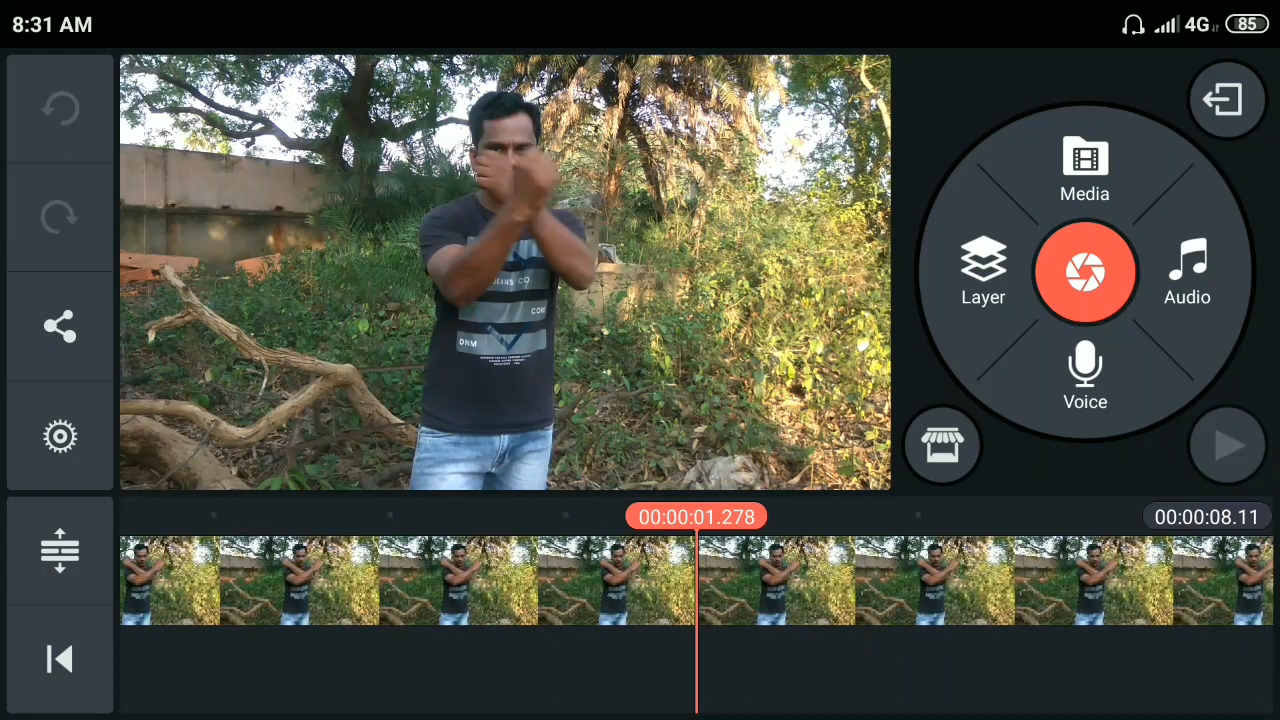 8:31 AM
4G
85
Media
Layer
Audio
Voice
JEANS CO
DNM
00:00:01.278
00:00:08.11